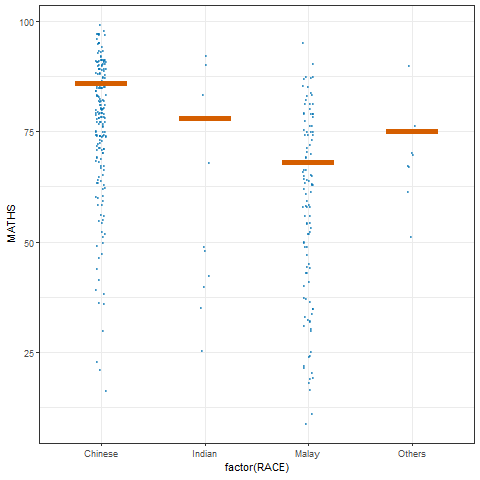 100
75
50
25
MATHS
Chinese
Indian
Malay
Others
factor(RACE)